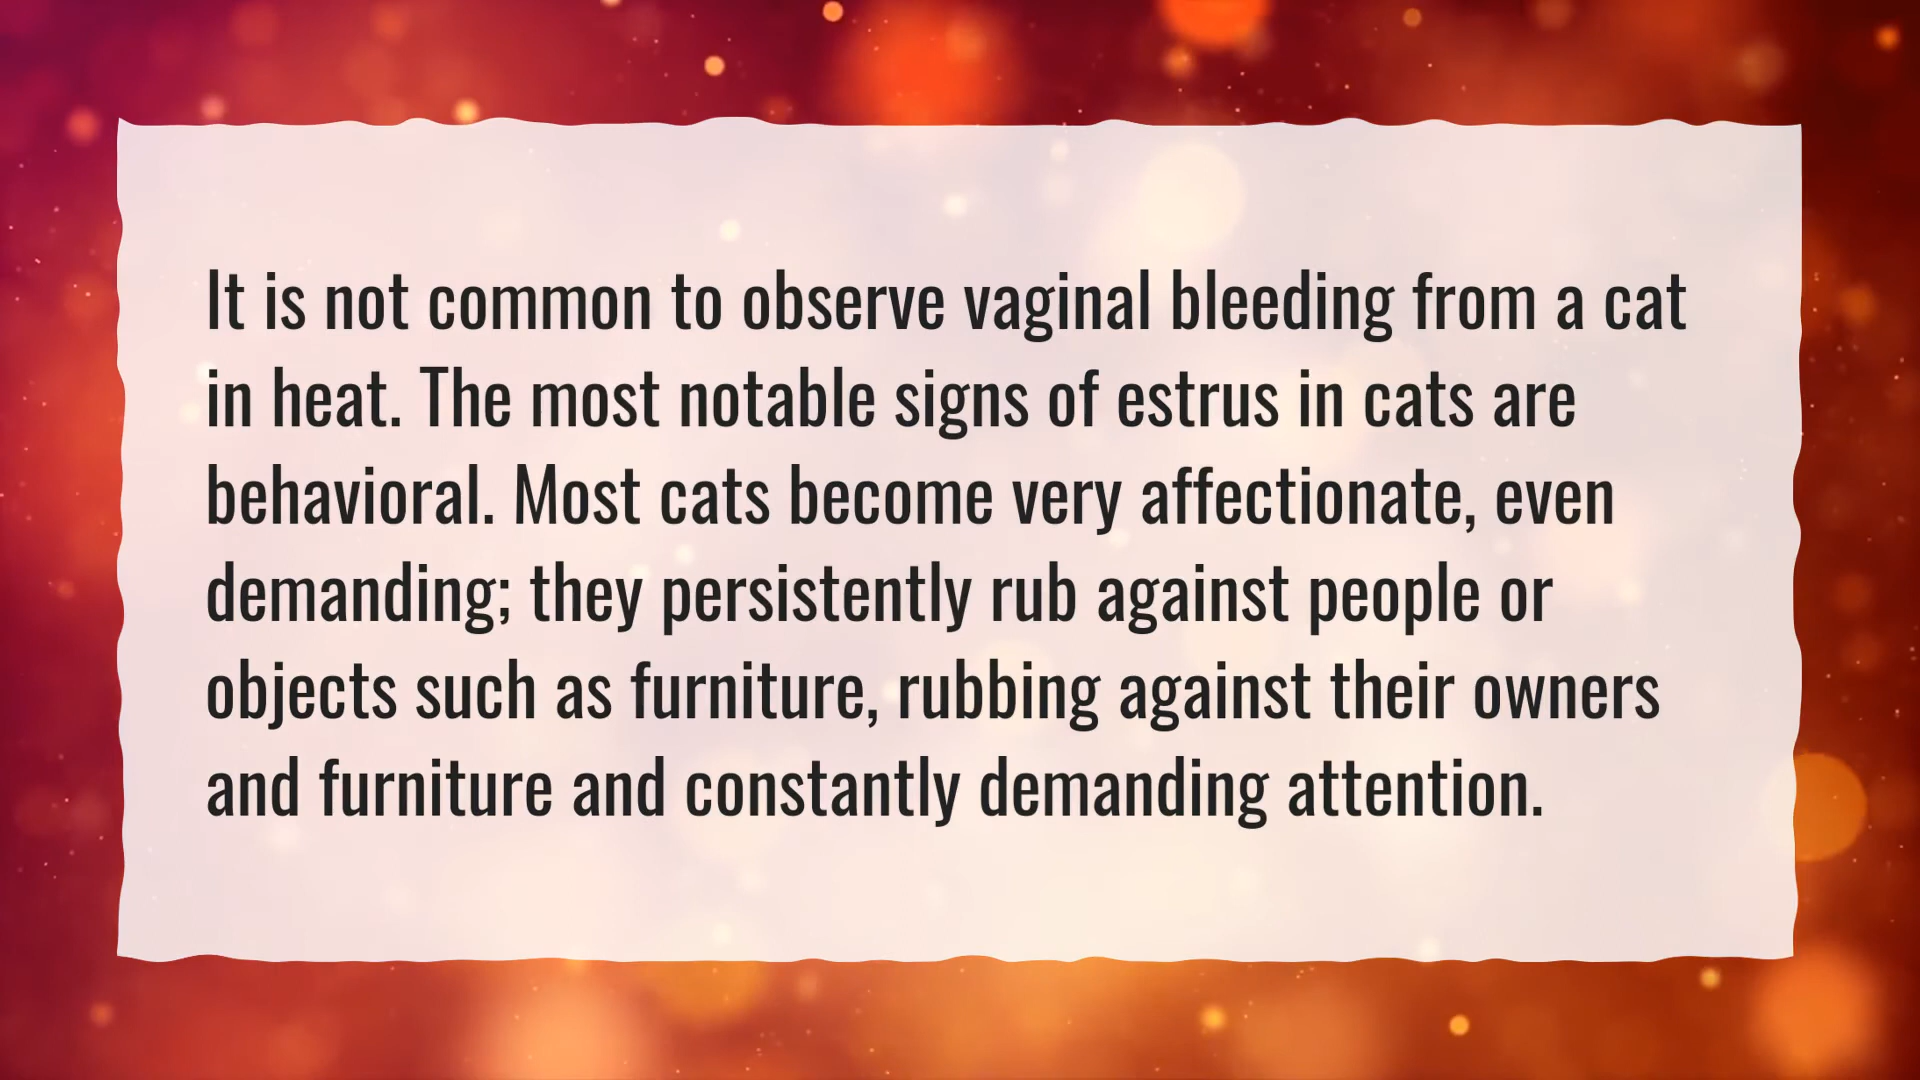 It is not common to observe vaginal bleeding from a cat
in heat. The most notable signs of estrus in cats are
behavioral. Most cats become very affectionate, even
demanding; they persistently rub against people or
objects such as furniture, rubbing against their owners
and furniture and constantly demanding attention.